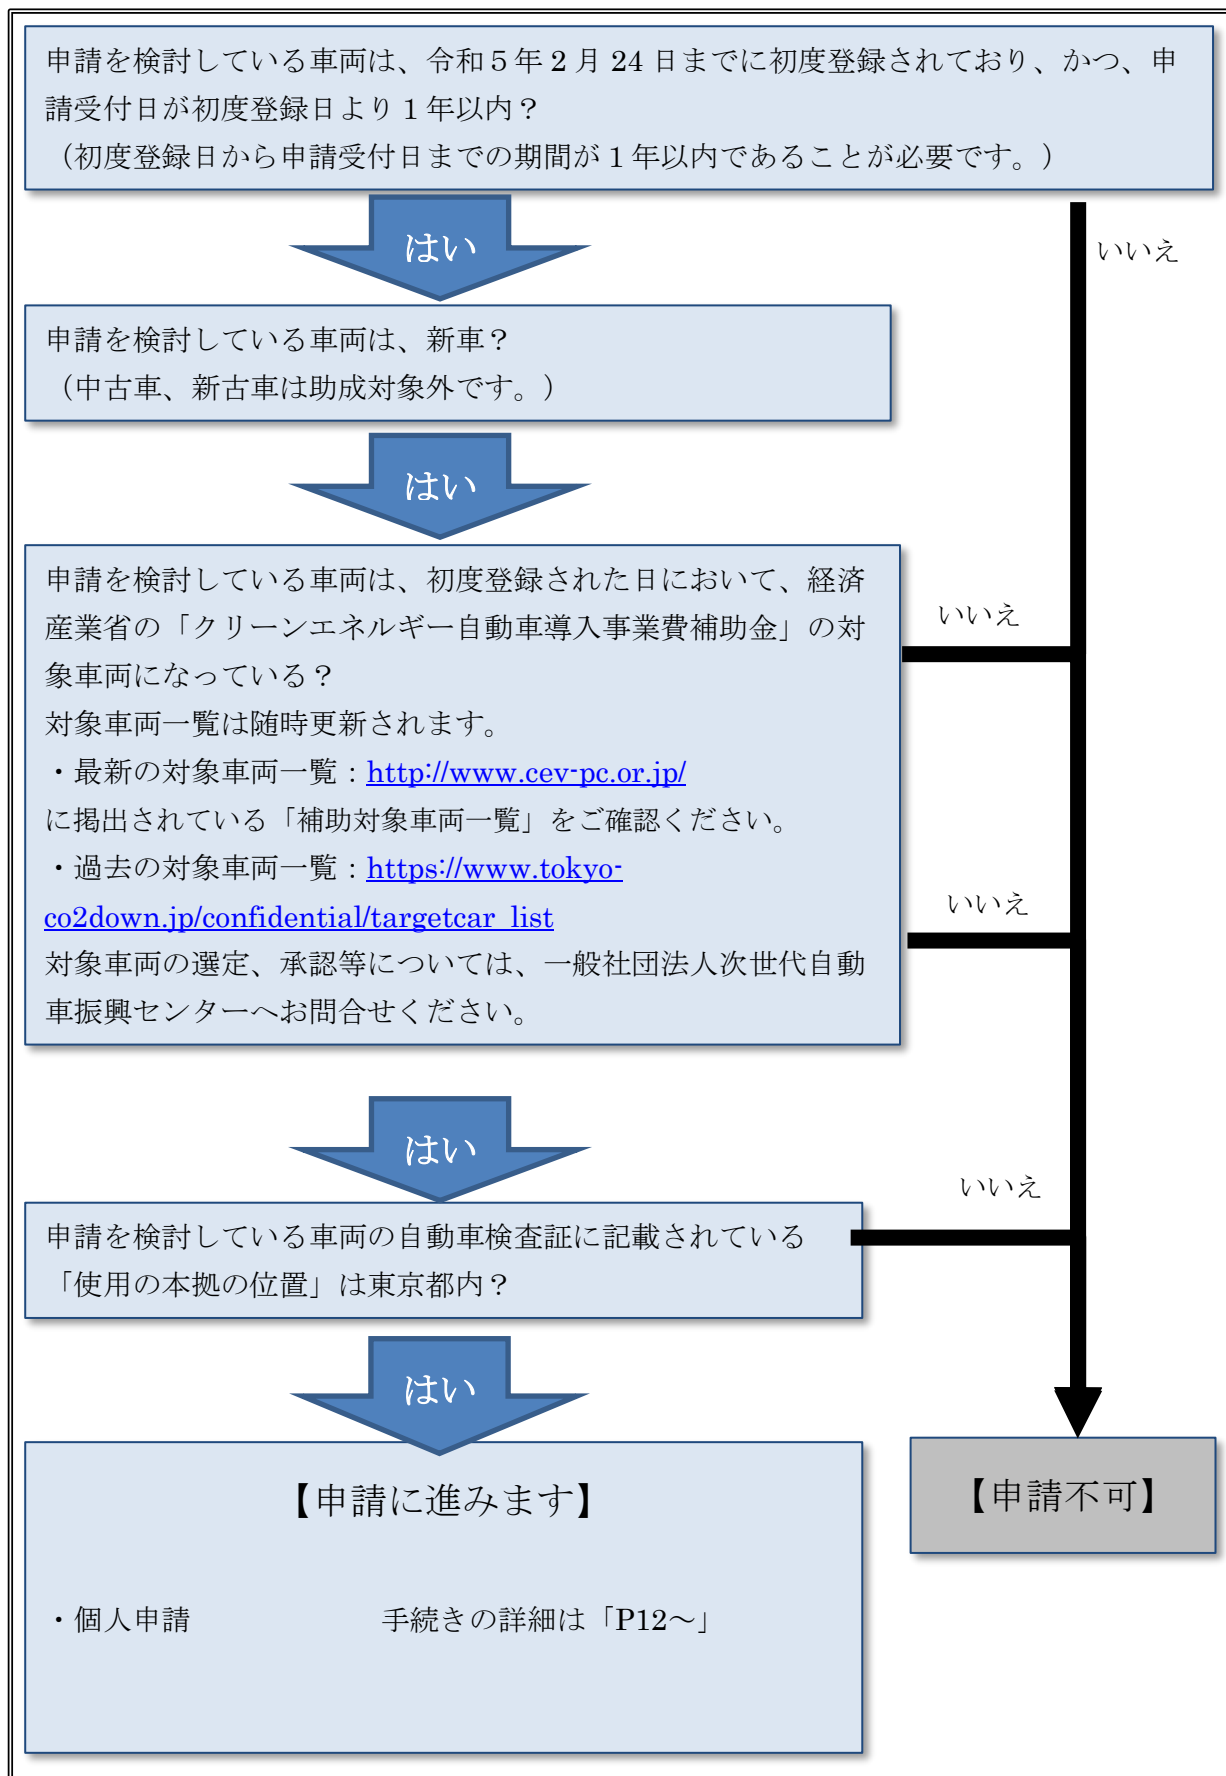 申請を検討している車両は、令和５年 2 月 24 日までに初度登録されており、かつ、申
請受付日が初度登録日より 1 年以内？
（初度登録日から申請受付日までの期間が 1 年以内であることが必要です。）
はい
いいえ
申請を検討している車両は、新車？
（中古車、新古車は助成対象外です。）
はい
申請を検討している車両は、初度登録された日において、経済
産業省の「クリーンエネルギー自動車導入事業費補助金」の対
象車両になっている？
対象車両一覧は随時更新されます。
・最新の対象車両一覧：http://www.cev-pc.or.jp/
に掲出されている「補助対象車両一覧」をご確認ください。
・過去の対象車両一覧：https://www.tokyo-
co2down.jp/confidential/targetcar_list
対象車両の選定、承認等については、一般社団法人次世代自動
車振興センターへお問合せください。
いいえ
いいえ
はい
いいえ
申請を検討している車両の自動車検査証に記載されている
「使用の本拠の位置」は東京都内？
はい
【申請に進みます】
・個人申請 手続きの詳細は「P12～」
【申請不可】